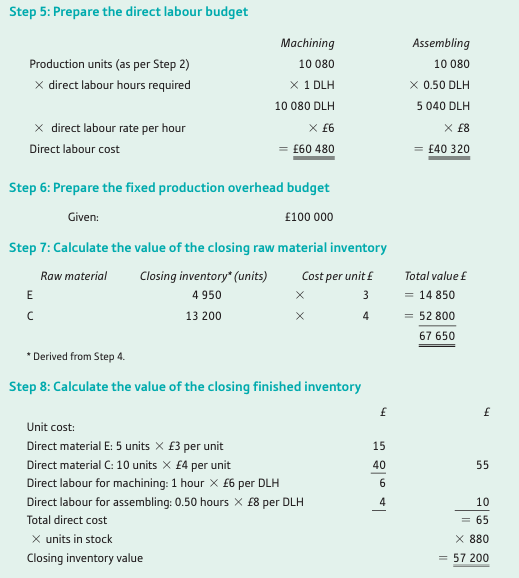 Step 5: Prepare the direct labour budget
Machining Assembling
Production units (as per Step 2) 10 080 10 080
× direct labour hours required × 1 DLH × 0.50 DLH
10 080 DLH 5 040 DLH
× direct labour rate per hour × £6 × £8
Direct labour cost = £60 480 = £40 320
Step 6: Prepare the fixed production overhead budget
Given: £100 000
Step 7: Calculate the value of the closing raw material inventory
Raw material Closing inventory* (units) Cost per unit £ Total value £
E 4 950 × 3 = 14 850
C 13 200 × 4 = 52 800
67 650
* Derived from Step 4.
Step 8: Calculate the value of the closing finished inventory
£ £
Unit cost:
Direct material E: 5 units × £3 per unit 15
Direct material C: 10 units × £4 per unit 40 55
Direct labour for machining: 1 hour × £6 per DLH 6
Direct labour for assembling: 0.50 hours × £8 per DLH 4 10
Total direct cost = 65
× units in stock × 880
Closing inventory value = 57 200